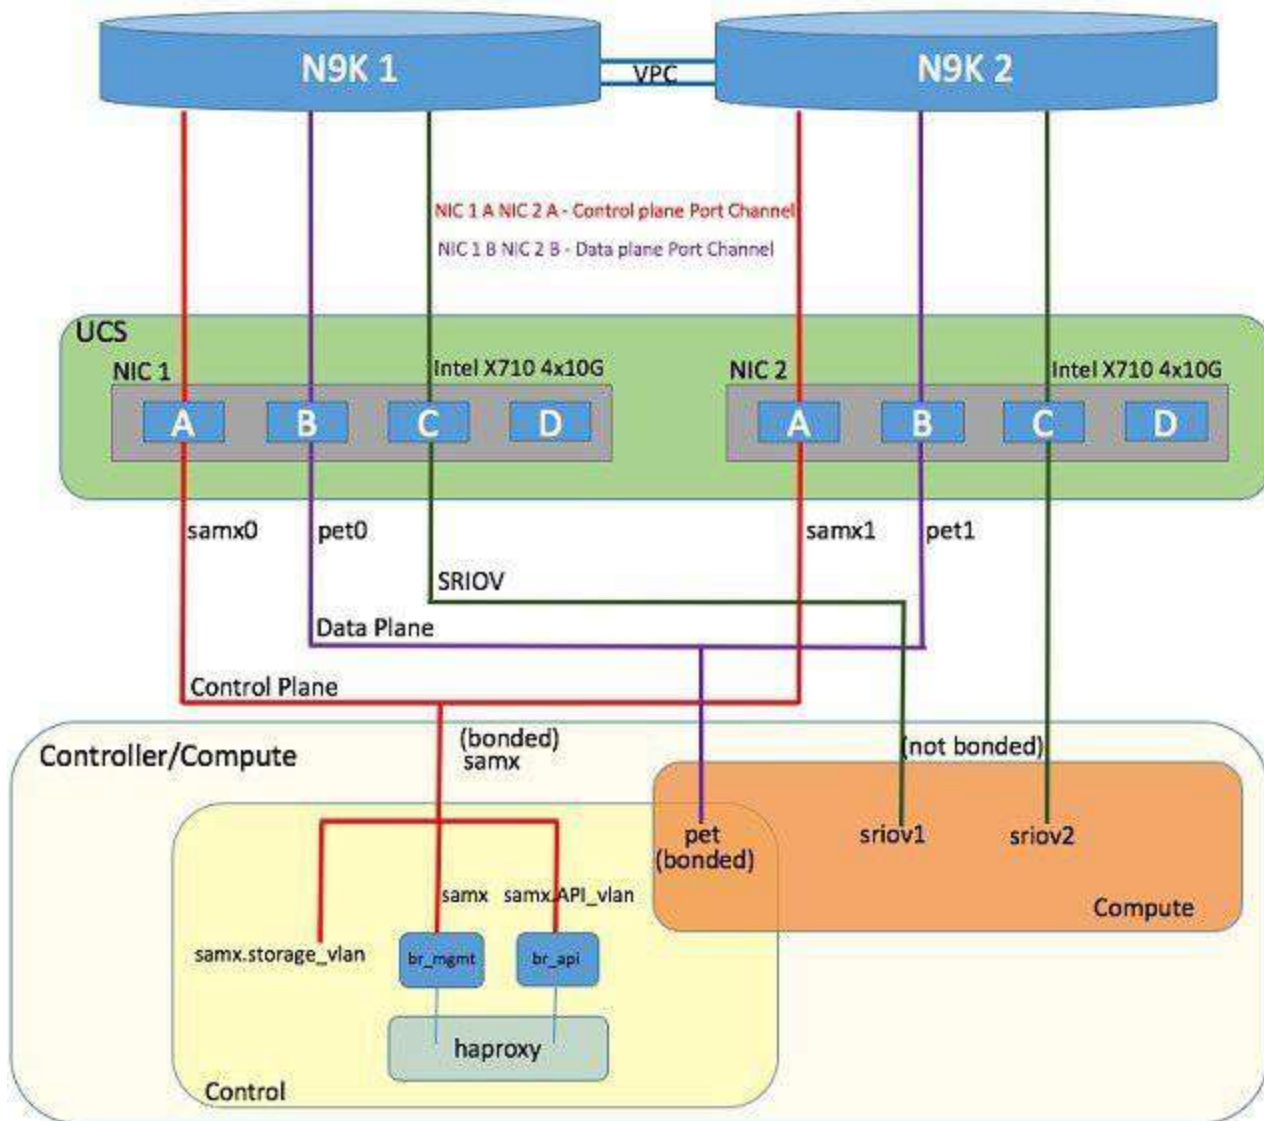 N9K 1
VPC
N9K 2
NIC 1 A NIC 2 A - Control plane Port Channel
NIC 1 B NIC 2 B - Data plane Port Channel
UCS
NIC 1
Intel X710 4x10G
NIC 2
Intel X710 4x10G
A
B
C
D
A
B
C
D
samx0
pet0
samx1
pet1
SRIOV
Data Plane
Control Plane
(bonded)
samx
(not bonded)
Controller/Compute
pet
(bonded)
sriov1
sriov2
samx
samx.API_vlan
Compute
samx.storage_vlan
br_mgmt
br_api
haproxy
Control